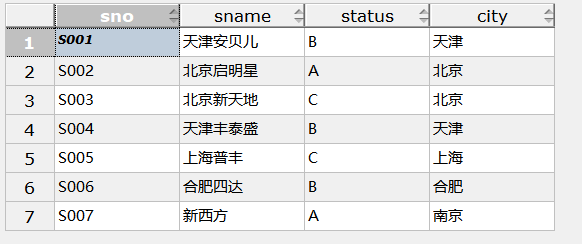 sno sname status city
1 S001 天津安贝儿 B 天津
2 S002 北京启明星 A 北京
3 S003 北京新天地 C 北京
4 S004 天津丰泰盛 B 天津
5 S005 上海普丰 C 上海
6 S006 合肥四达 B 合肥
7 S007 新西方 A 南京